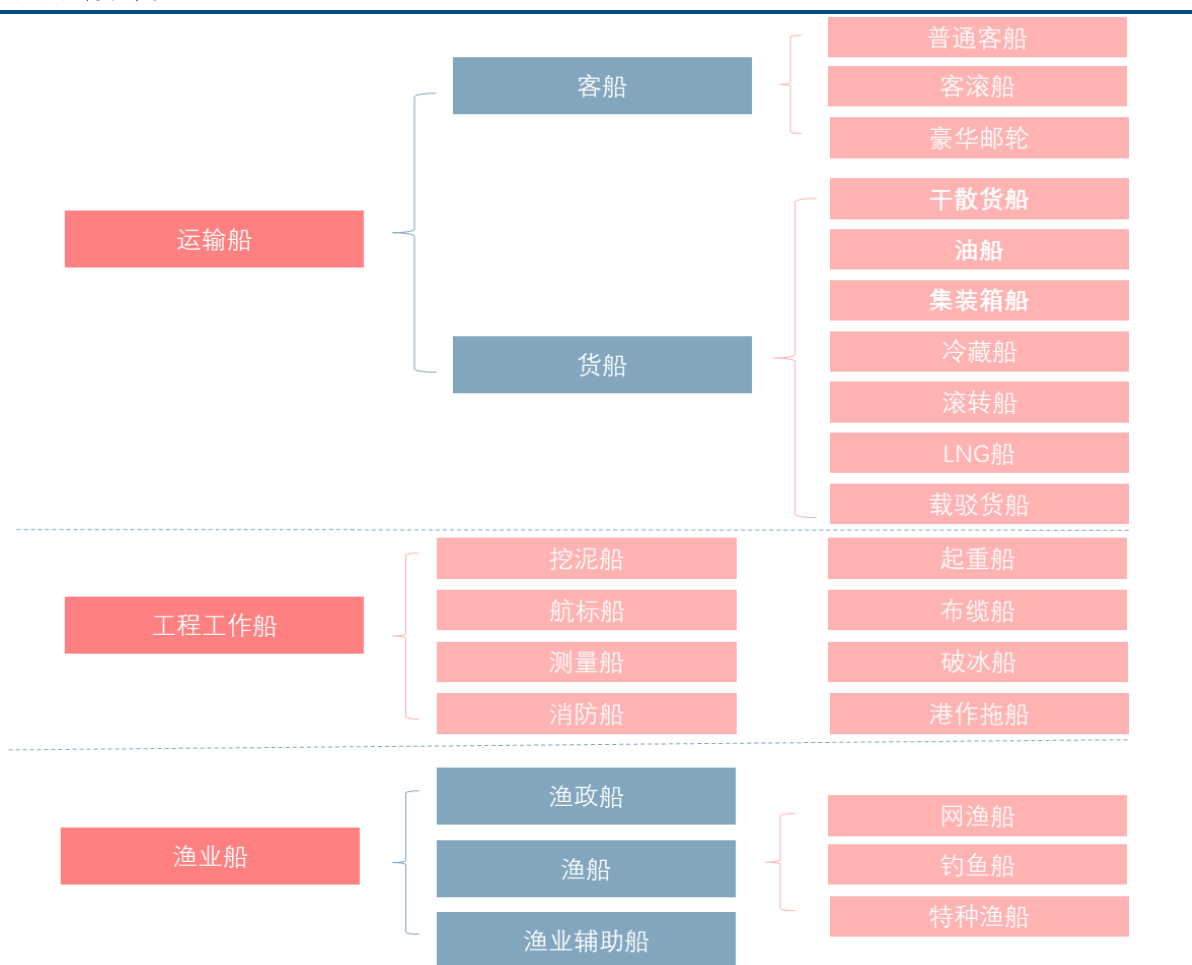 运输船
客船
普通客船
客滚船
豪华邮轮
货船
干散货船
油船
集装箱船
冷藏船
滚转船
LNG船
载驳货船
工程工作船
挖泥船
起重船
航标船
布缆船
测量船
破冰船
消防船
港作拖船
渔业船
渔政船
渔船
网渔船
钓鱼船
特种渔船
渔业辅助船